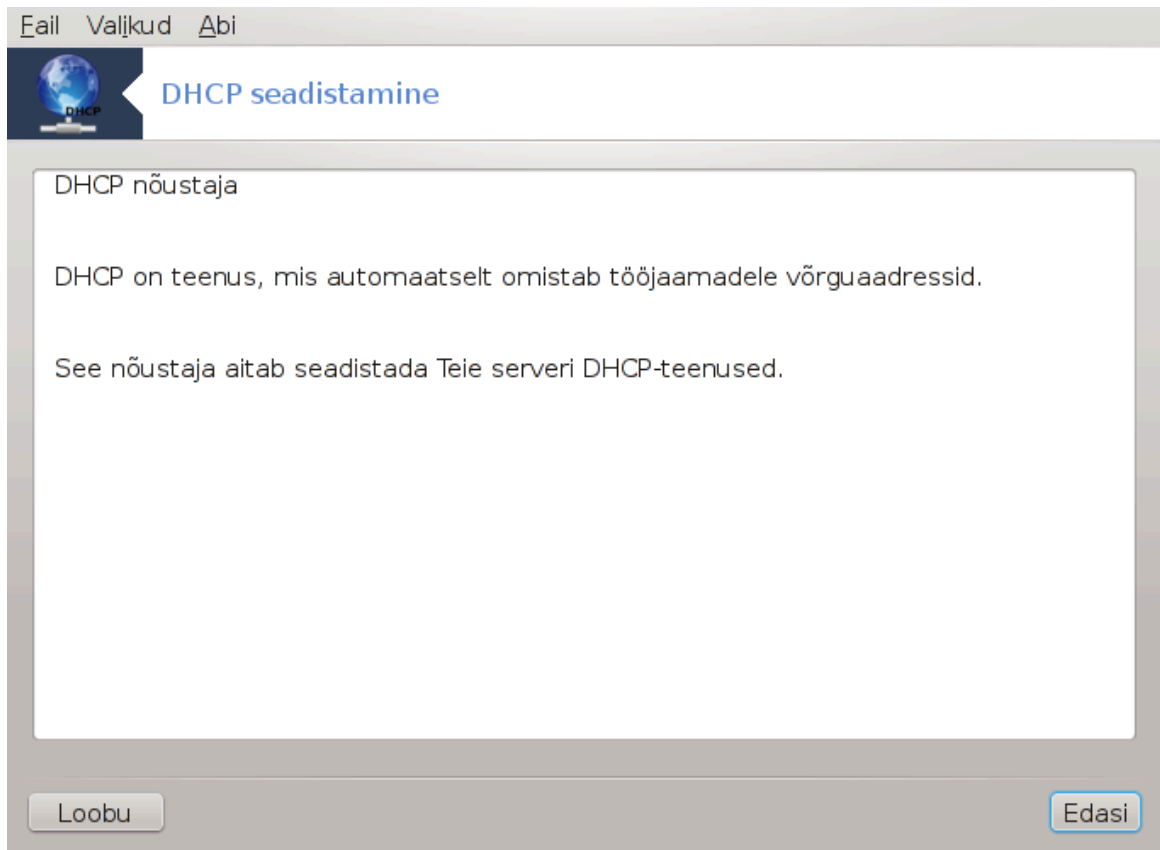 Fail Valikud Abi
DHCP
DHCP seadistamine
DHCP nõustaja
DHCP on teenus, mis automaatselt omistab tööjaamadele võrguaadressid.
See nõustaja aitab seadistada Teie serveri DHCP-teenused.
Loobu
Edasi